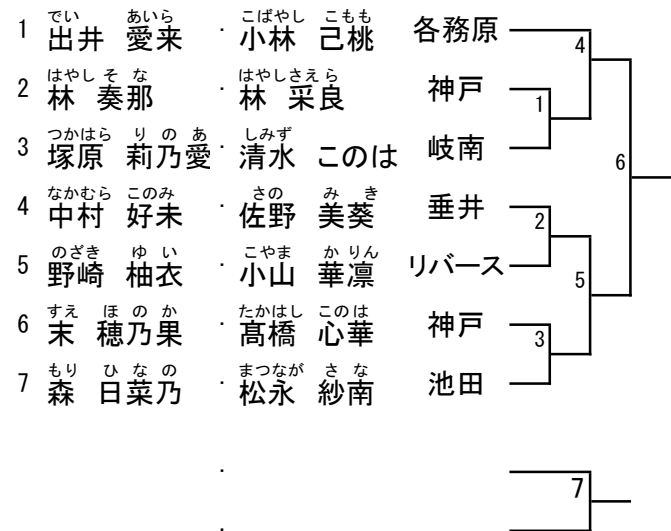 でい あいら こばやし こもも
1 出井 愛来 ・ 小林 己桃 各務原
はやし そ な はやしさえら
2 林 奏那 ・ 林 采良 神戸
つかはら り の あ しみず
3 塚原 莉乃愛 ・ 清水 このは 岐南
なかむら このみ さの み き
4 中村 好未 ・ 佐野 美葵 垂井
のざき ゆ い こやま か りん
5 野崎 柚衣 ・ 小山 華凛 リバース
すえ ほ の か たかはし このは
6 末 穂乃果 ・ 髙橋 心華 神戸
もり ひ な の まつなが さ な
7 森 日菜乃 ・ 松永 紗南 池田
4
1
6
2
5
3
・
7
・